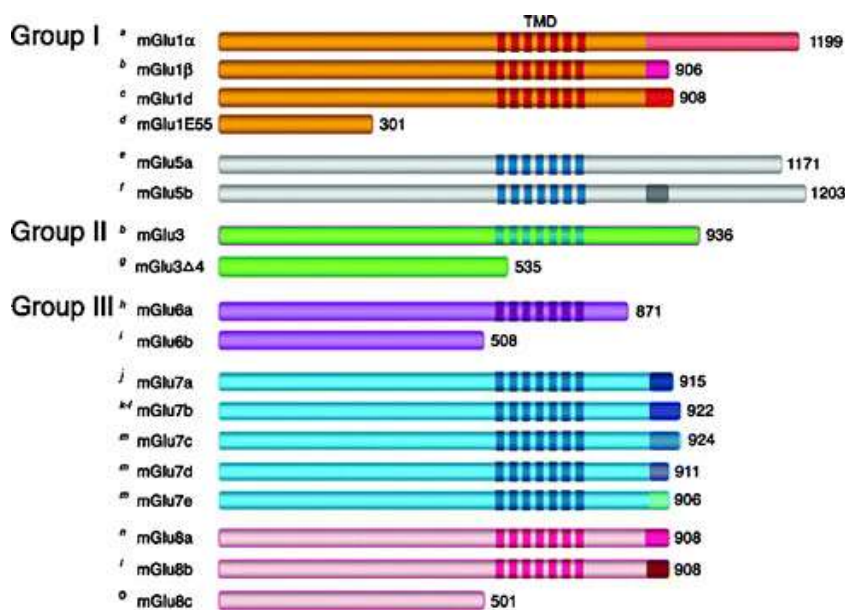 TMD
Group I a mGlu1α 1199
b mGlu1β 906
c mGlu1d 908
d mGlu1E55 301
e mGlu5a 1171
f mGlu5b 1203
Group II b mGlu3 936
g mGlu3Δ4 535
Group III h mGlu6a 871
i mGlu6b 508
j mGlu7a 915
k-l mGlu7b 922
m mGlu7c 924
m mGlu7d 911
m mGlu7e 906
n mGlu8a 908
l mGlu8b 908
o mGlu8c 501